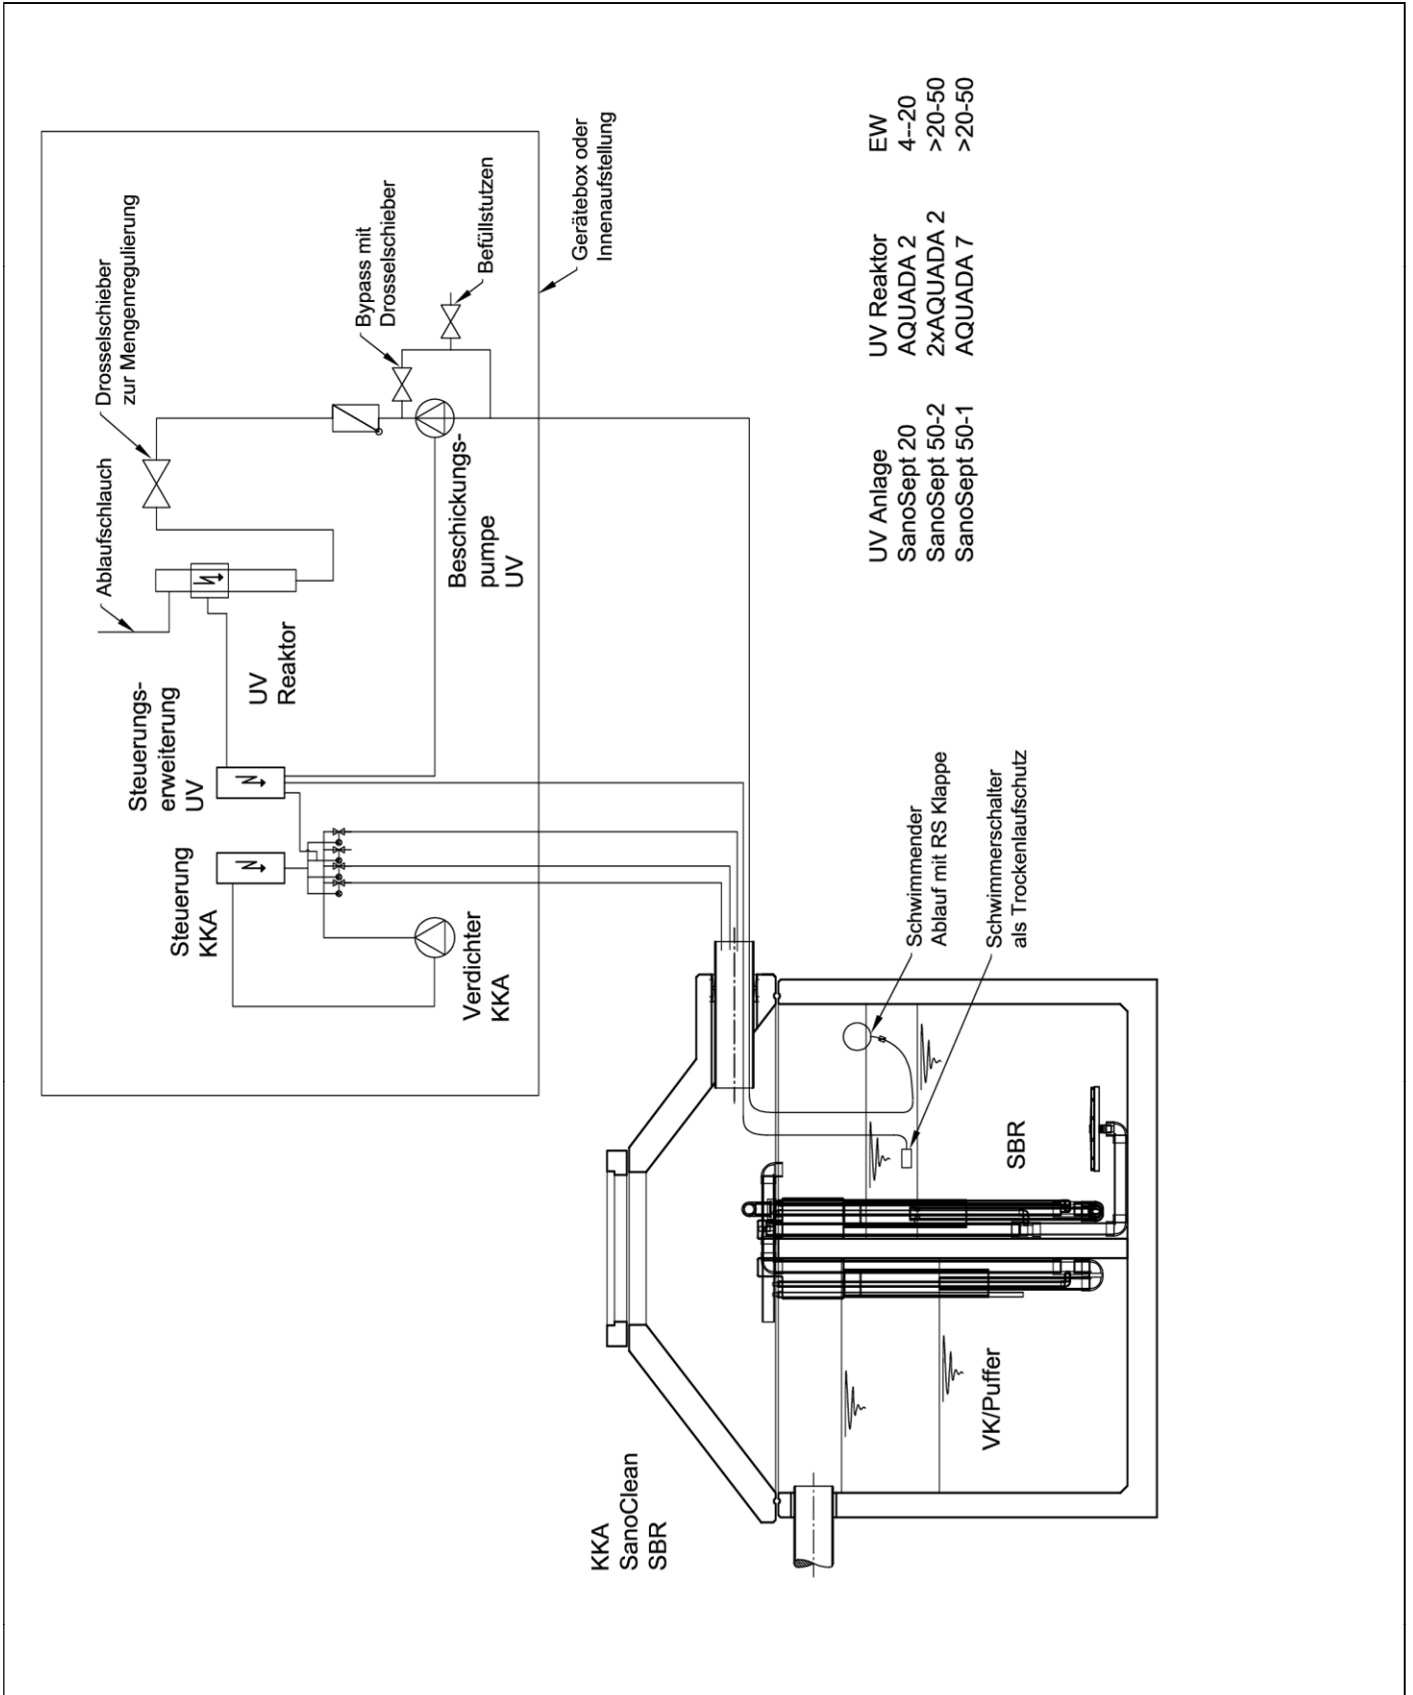 Ablaufschlauch
Drosselschieber
zur Mengenregulierung
Steuerung
KKA
Steuerungs-
erweiterung
UV
UV
Reaktor
Bypass mit
Drosselschieber
Befüllstutzen
Verdichter
KKA
Beschickungs-
pumpe
UV
Gerätebox oder
Innenaufstellung
KKA
SanoClean
SBR
VK/Puffer
SBR
Schwimmender
Ablauf mit RS Klappe
Schwimmerschalter
als Trockenlaufschutz
UV Anlage UV Reaktor EW
SanoSept 20 AQUADA 2 4--20
SanoSept 50-2 2xAQUADA 2 >20-50
SanoSept 50-1 AQUADA 7 >20-50